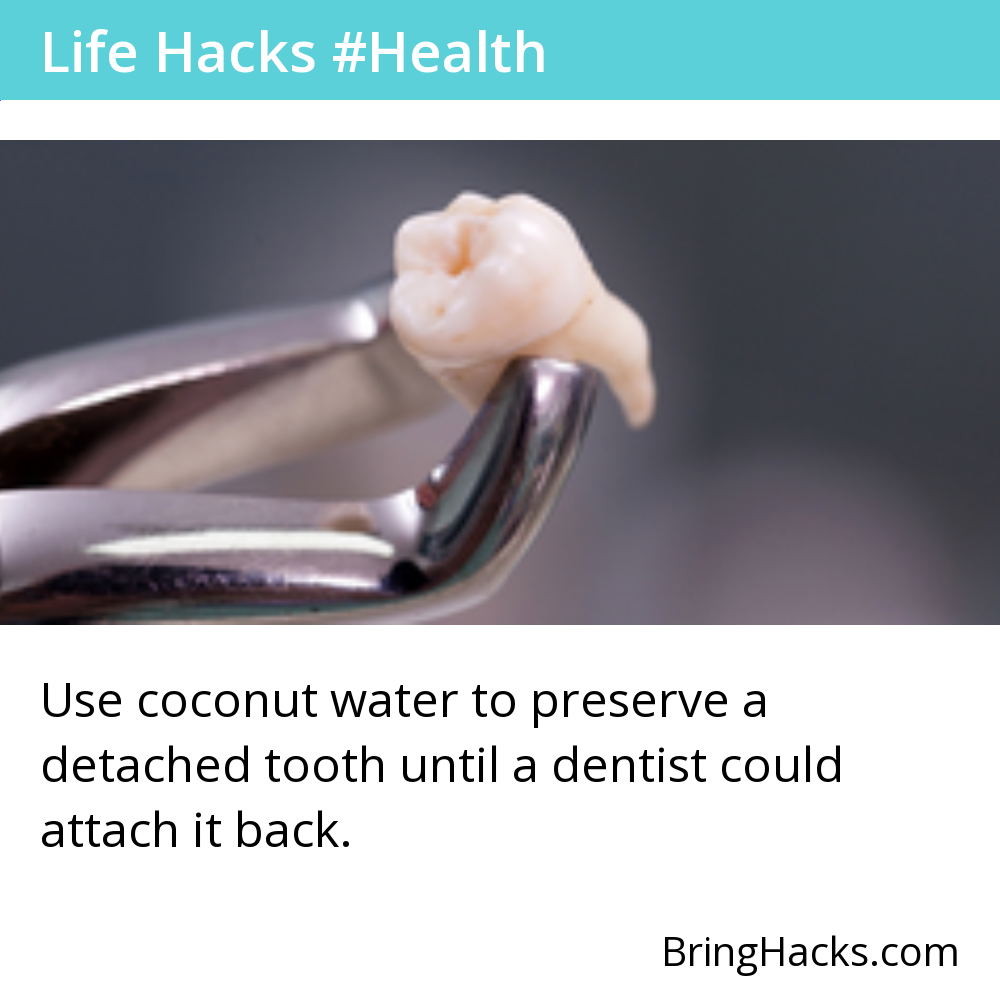 Life Hacks #Health
Use coconut water to preserve a
detached tooth until a dentist could
attach it back.
BringHacks.com